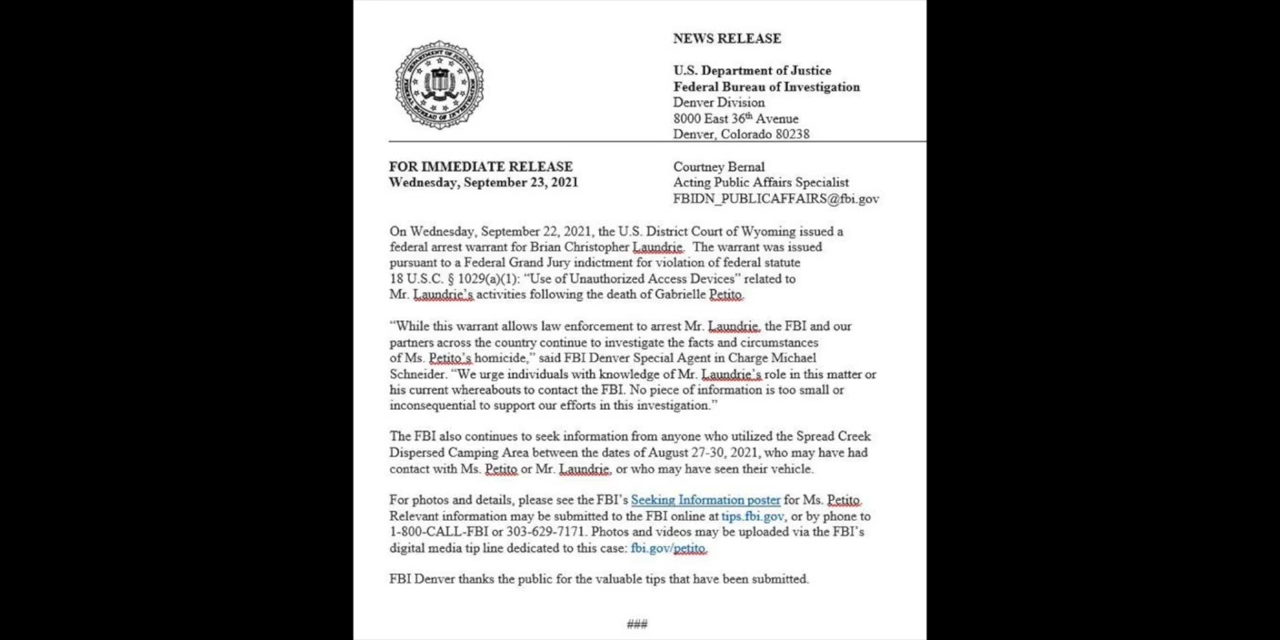 NEWS RELEASE
U.S. Department of Justice
Federal Bureau of Investigation
Denver Division
8000 East 36th Avenue
Denver, Colorado 80238
FOR IMMEDIATE RELEASE
Wednesday, September 23, 2021
Courtney Bernal
Acting Public Affairs Specialist
FBIDN_PUBLICAFFAIRS@fbi.gov
On Wednesday, September 22, 2021, the U.S. District Court of Wyoming issued a
federal arrest warrant for Brian Christopher Laundrie. The warrant was issued
pursuant to a Federal Grand Jury indictment for violation of federal statute
18 U.S.C. § 1029(a)(1): “Use of Unauthorized Access Devices” related to
Mr. Laundrie’s activities following the death of Gabrielle Petito.
“While this warrant allows law enforcement to arrest Mr. Laundrie, the FBI and our
partners across the country continue to investigate the facts and circumstances
of Ms. Petito’s homicide,” said FBI Denver Special Agent in Charge Michael
Schneider. “We urge individuals with knowledge of Mr. Laundrie’s role in this matter or
his current whereabouts to contact the FBI. No piece of information is too small or
inconsequential to support our efforts in this investigation.”
The FBI also continues to seek information from anyone who utilized the Spread Creek
Dispersed Camping Area between the dates of August 27-30, 2021, who may have had
contact with Ms. Petito or Mr. Laundrie, or who may have seen their vehicle.
For photos and details, please see the FBI’s Seeking Information poster for Ms. Petito.
Relevant information may be submitted to the FBI online at tips.fbi.gov, or by phone to
1-800-CALL-FBI or 303-629-7171. Photos and videos may be uploaded via the FBI’s
digital media tip line dedicated to this case: fbi.gov/petito.
FBI Denver thanks the public for the valuable tips that have been submitted.
###
DEPARTMENT OF JUSTICE
FEDERAL BUREAU OF INVESTIGATION